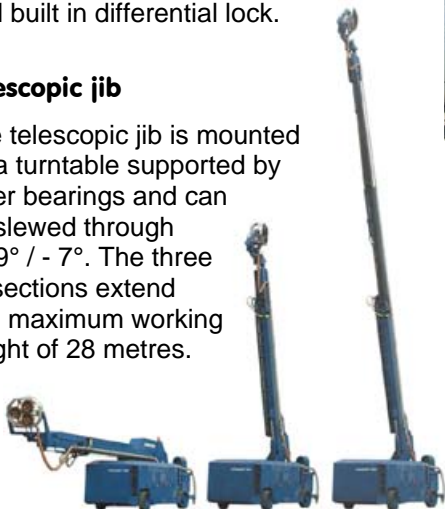 built in differential lock.
escopic jib
e telescopic jib is mounted
a turntable supported by
er bearings and can
slewed through
9° / - 7°. The three
sections extend
maximum working
ght of 28 metres.